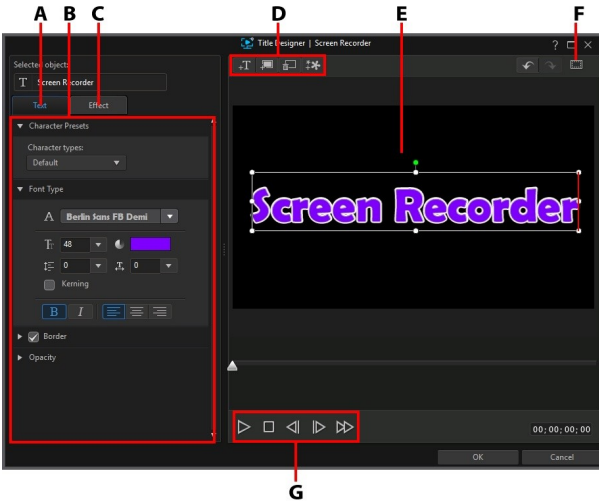 A B C D E F
Title Designer | Screen Recorder ?
Selected object:
T Screen Recorder
Text Effect
Character Presets
Character types:
Default
Font Type
A Berlin Sans FB Demi
48
0 0
Kerning
B I
Border
Opacity
Screen Recorder
00;00;00;00
OK Cancel
G